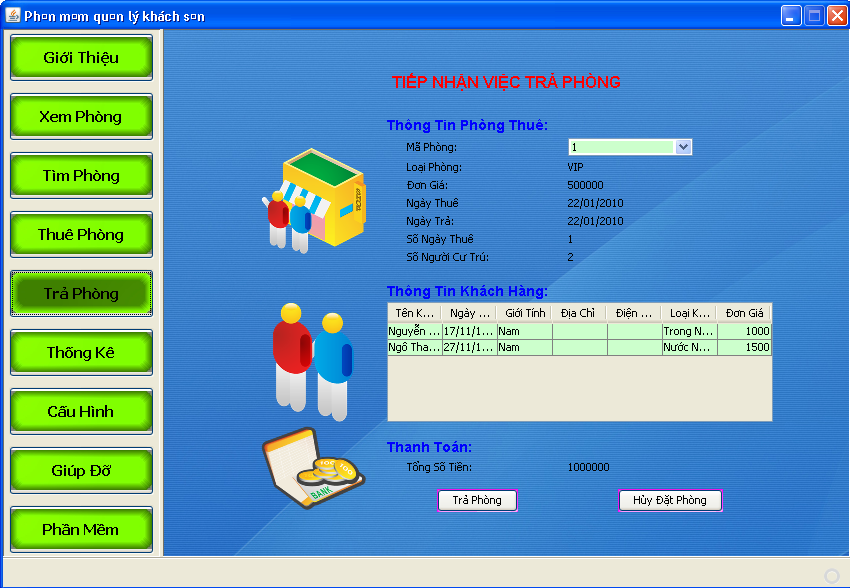 Ph¤n m¤m qu¤n lý khách s¤n
Giới Thiệu
Xem Phòng
Tìm Phòng
Thuê Phòng
Trả Phòng
Thống Kê
Cấu Hình
Giúp Đỡ
Phần Mềm
TIẾP NHẬN VIỆC TRẢ PHÒNG
Thông Tin Phòng Thuê:
Mã Phòng: 1
Loại Phòng: VIP
Đơn Giá: 500000
Ngày Thuê 22/01/2010
Ngày Trả: 22/01/2010
Số Ngày Thuê 1
Số Người Cư Trú: 2
Thông Tin Khách Hàng:
Tên K... Ngày ... Giới Tính Địa Chỉ Điện ... Loại K... Đơn Giá
Nguyễn ... 17/11/1... Nam Trong N... 1000
Ngô Tha... 27/11/1... Nam Nước N... 1500
BANK
Thanh Toán:
Tổng Số Tiền: 1000000
Trả Phòng Hủy Đặt Phòng